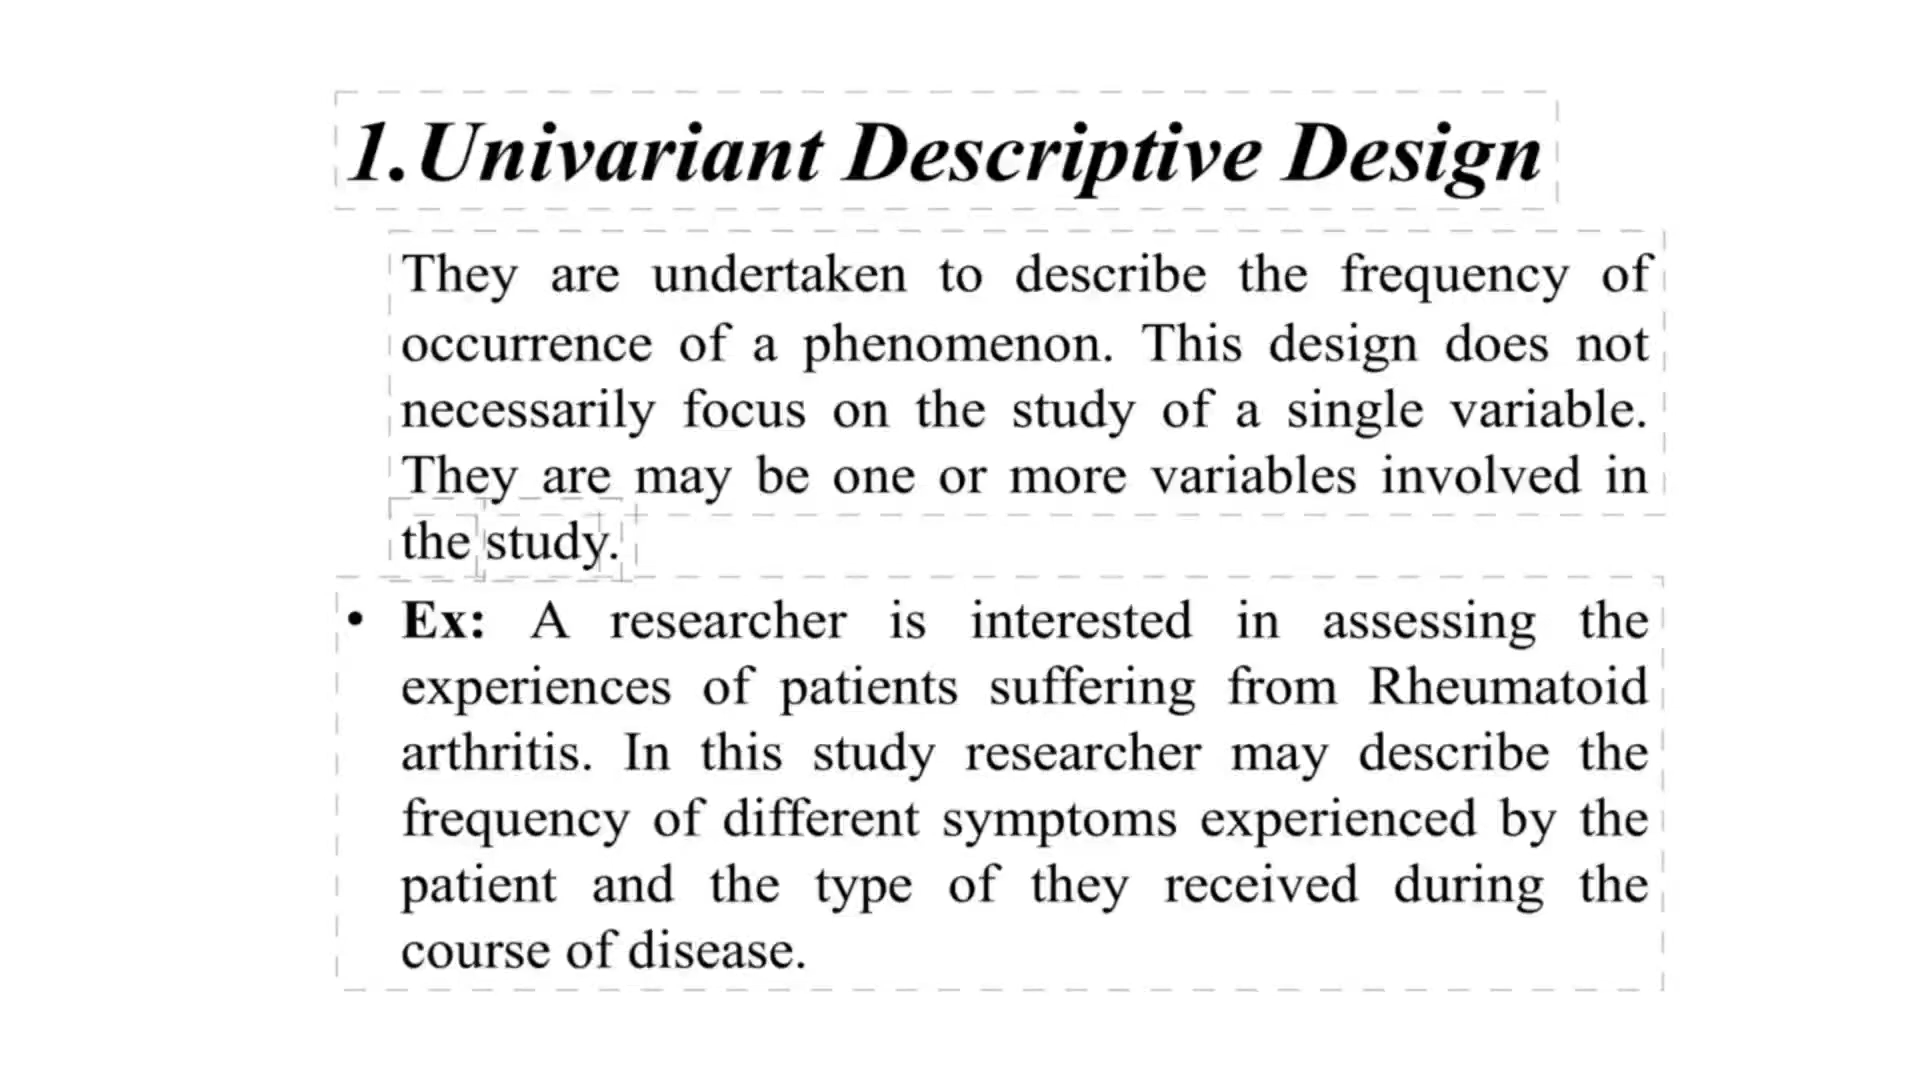 1.Univariant Descriptive Design
They are undertaken to describe the frequency of
occurrence of a phenomenon. This design does not
necessarily focus on the study of a single variable.
They are may be one or more variables involved in
the study.
• Ex: A researcher is interested in assessing the
experiences of patients suffering from Rheumatoid
arthritis. In this study researcher may describe the
frequency of different symptoms experienced by the
patient and the type of they received during the
course of disease.